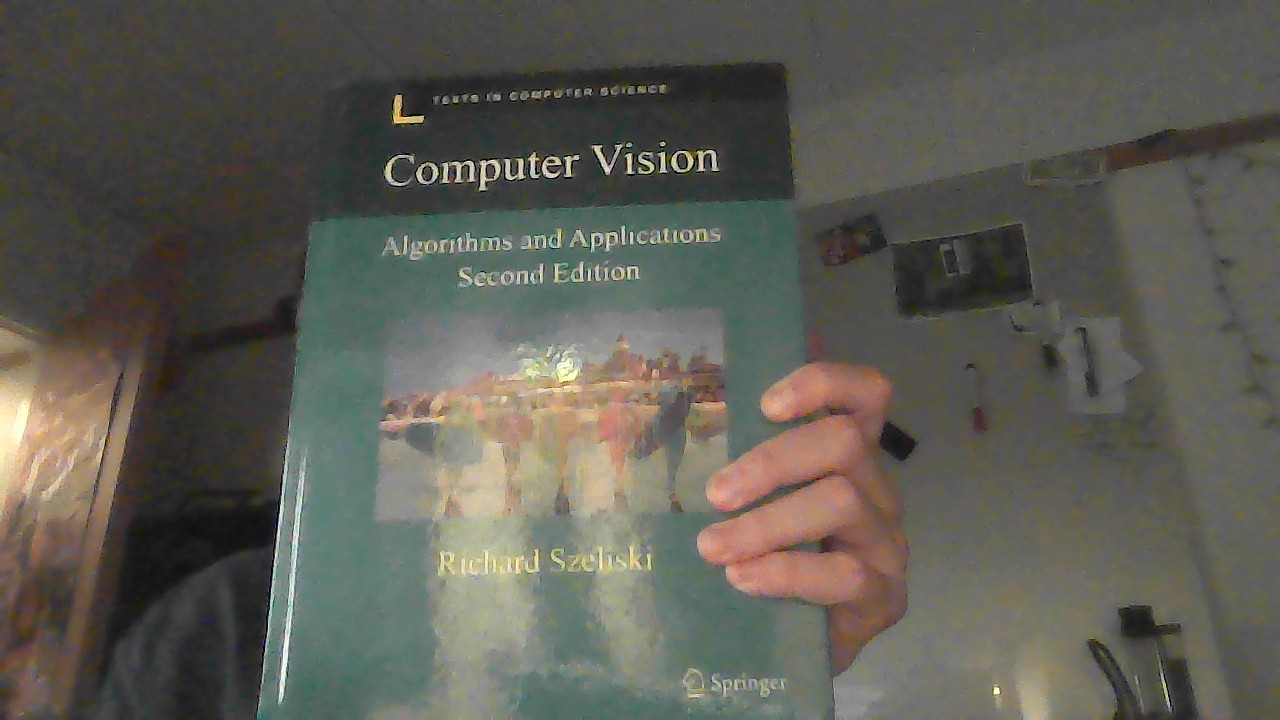 TEXTS IN COMPUTER SCIENCE
Computer Vision
Algorithms and Applications
Second Edition
Richard Szeliski
Springer